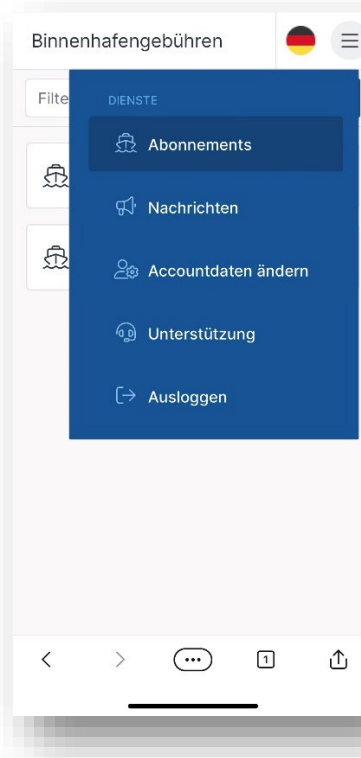 Binnenhafengebühren
Filte
DIENSTE
Abonnements
Nachrichten
Accountdaten ändern
Unterstützung
Ausloggen
1